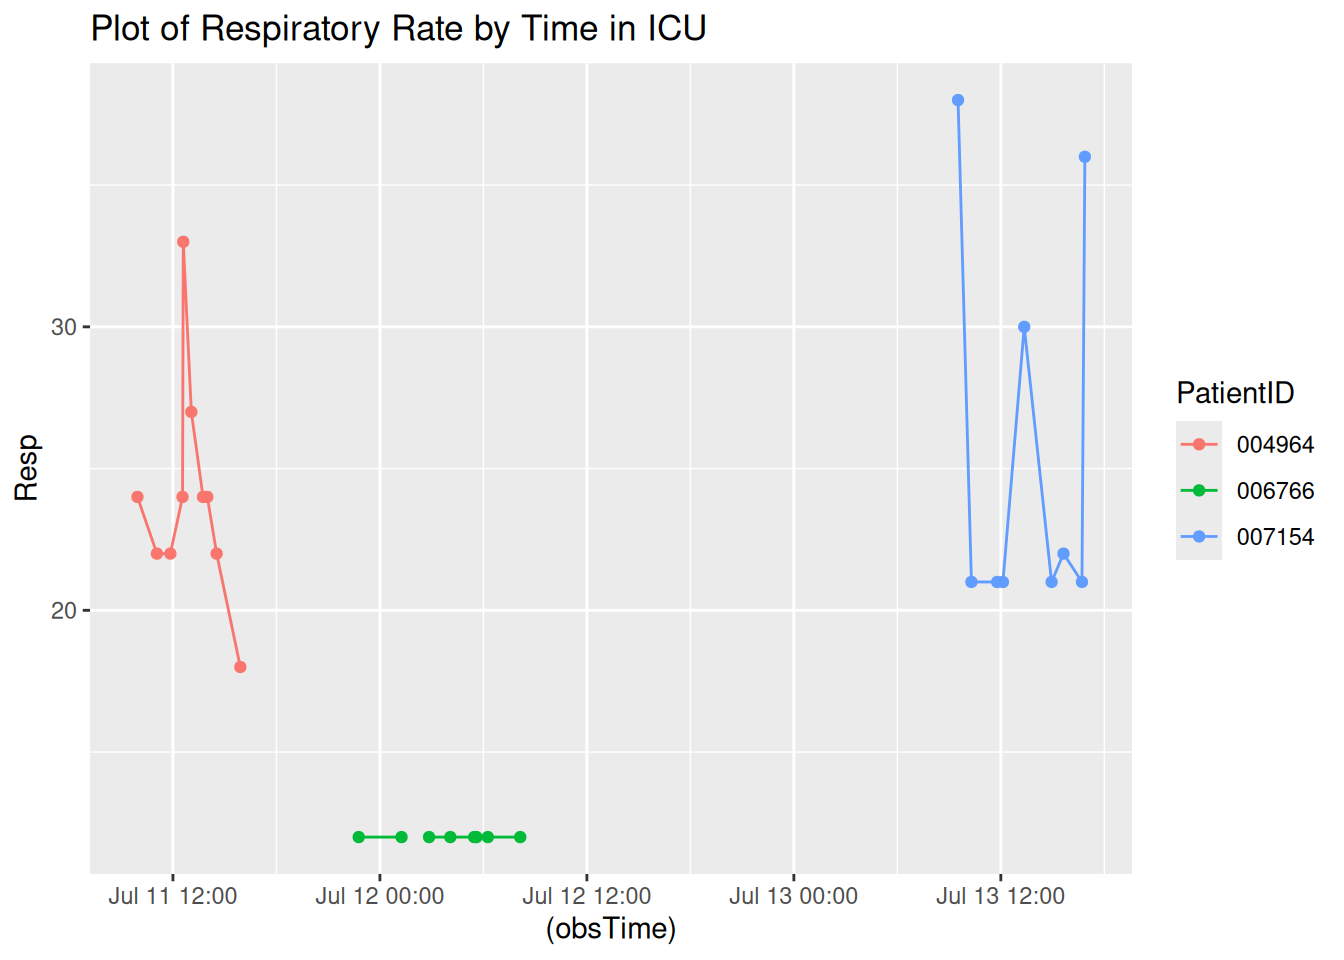 Plot of Respiratory Rate by Time in ICU
Resp
30
20
Jul 11 12:00
Jul 12 00:00
Jul 12 12:00
Jul 13 00:00
Jul 13 12:00
(obsTime)
PatientID
004964
006766
007154